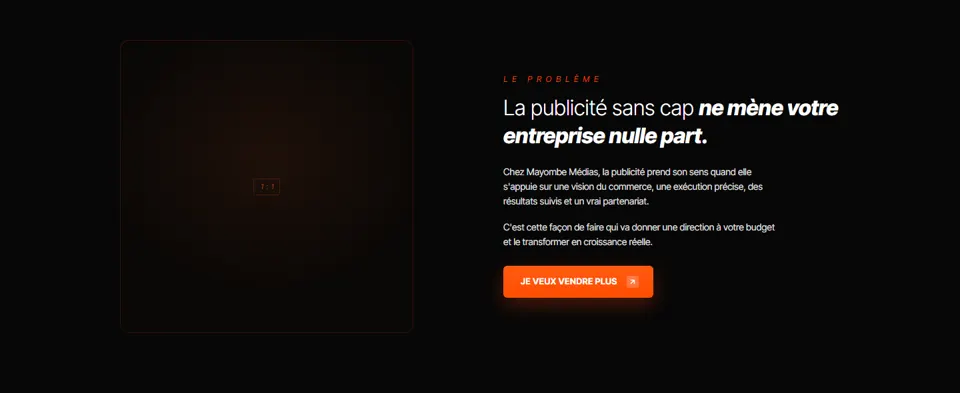 1 : 1
LE PROBLÈME
La publicité sans cap ne mène votre
entreprise nulle part.
Chez Mayombe Médias, la publicité prend son sens quand elle
s'appuie sur une vision du commerce, une exécution précise, des
résultats suivis et un vrai partenariat.
C'est cette façon de faire qui va donner une direction à votre budget
et le transformer en croissance réelle.
JE VEUX VENDRE PLUS